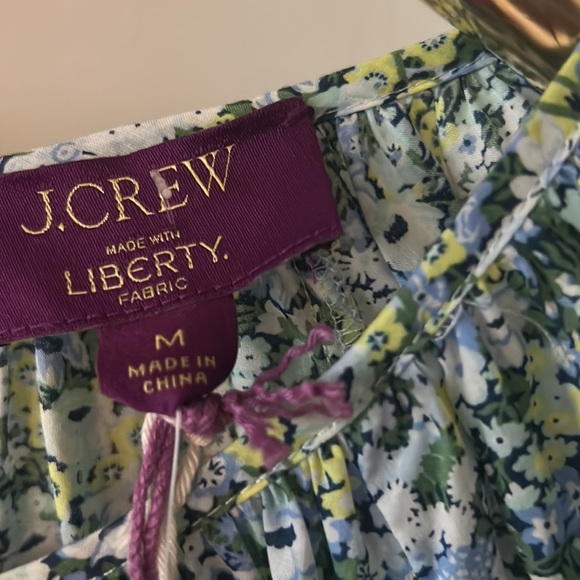 J.CREW
MADE WITH
LIBERTY.
FABRIC
M
MADE IN
CHINA